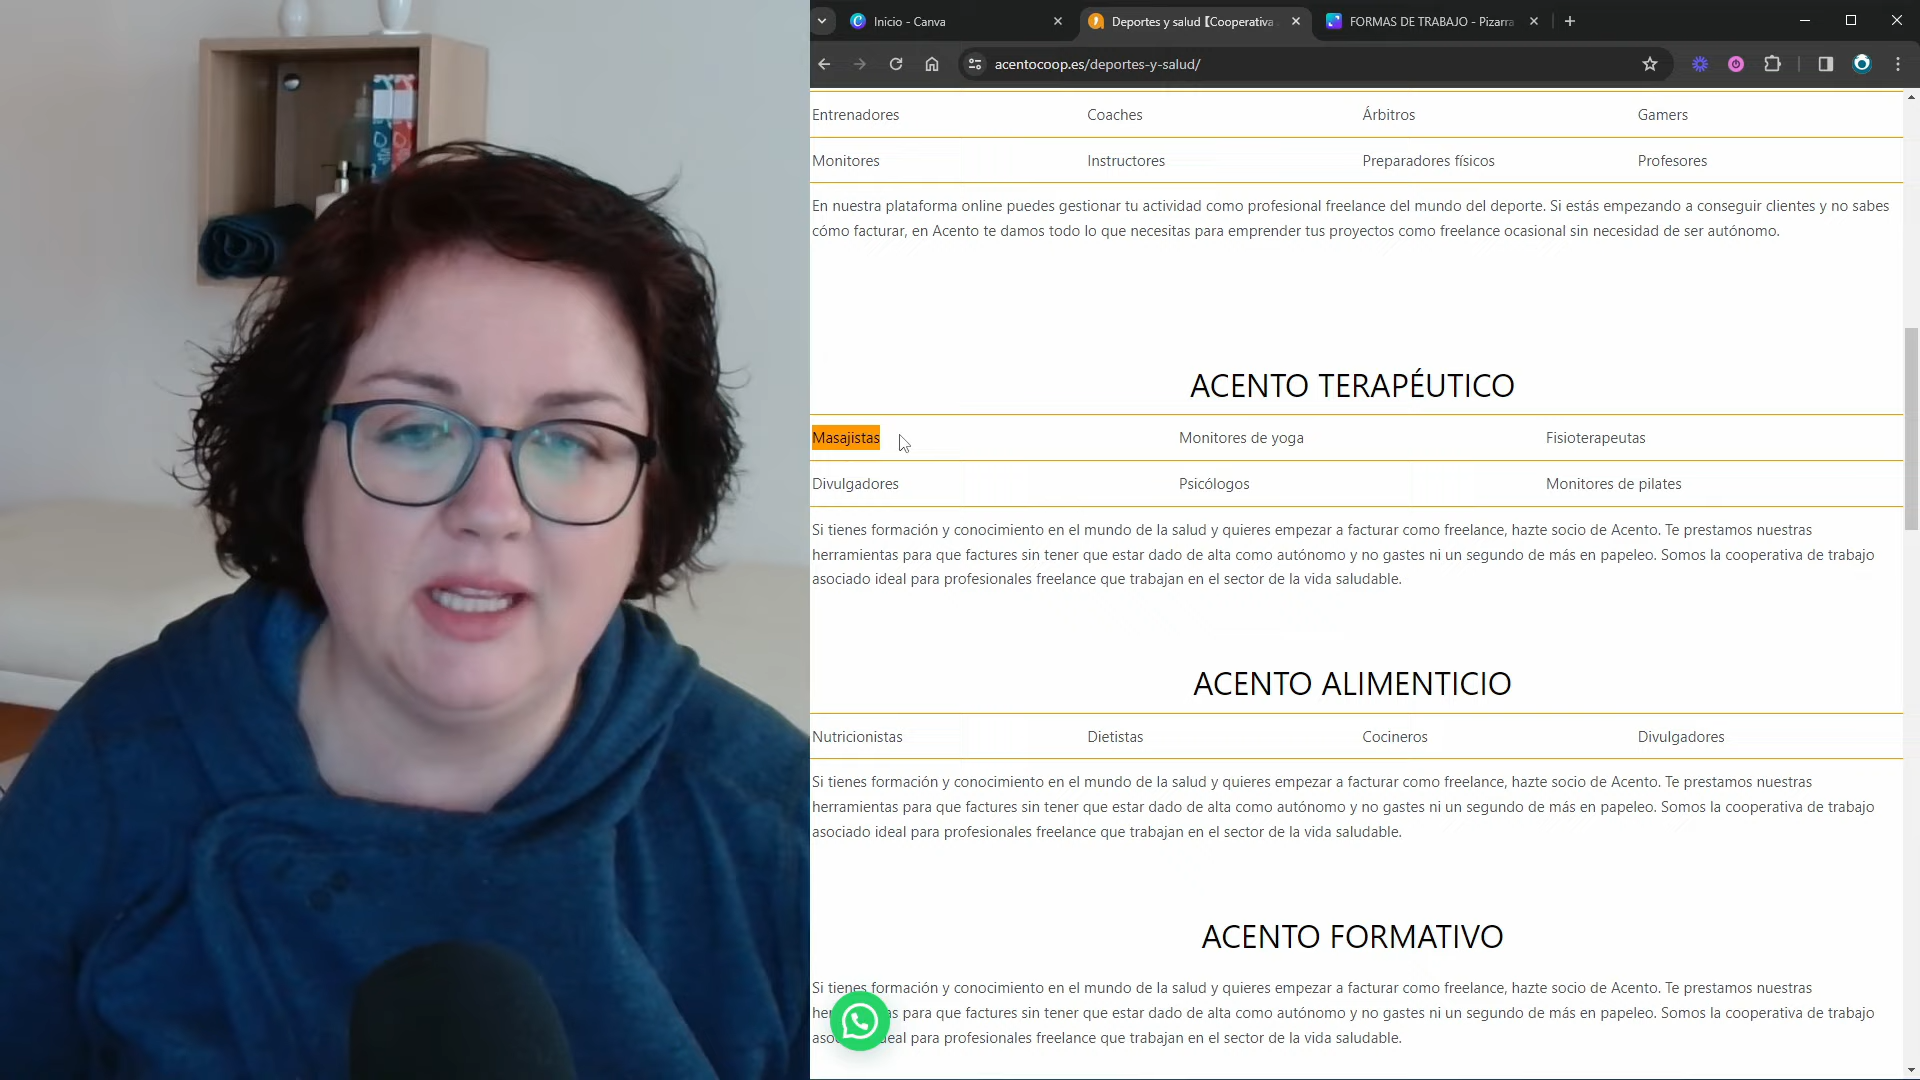 Inicio - Canva
Deportes y salud【Cooperativa
FORMAS DE TRABAJO - Pizarra
acentocoop.es/deportes-y-salud/
Entrenadores Coaches Árbitros Gamers
Monitores Instructores Preparadores físicos Profesores
En nuestra plataforma online puedes gestionar tu actividad como profesional freelance del mundo del deporte. Si estás empezando a conseguir clientes y no sabes
cómo facturar, en Acento te damos todo lo que necesitas para emprender tus proyectos como freelance ocasional sin necesidad de ser autónomo.
ACENTO TERAPÉUTICO
Masajistas Monitores de yoga Fisioterapeutas
Divulgadores Psicólogos Monitores de pilates
Si tienes formación y conocimiento en el mundo de la salud y quieres empezar a facturar como freelance, hazte socio de Acento. Te prestamos nuestras
herramientas para que factures sin tener que estar dado de alta como autónomo y no gastes ni un segundo de más en papeleo. Somos la cooperativa de trabajo
asociado ideal para profesionales freelance que trabajan en el sector de la vida saludable.
ACENTO ALIMENTICIO
Nutricionistas Dietistas Cocineros Divulgadores
Si tienes formación y conocimiento en el mundo de la salud y quieres empezar a facturar como freelance, hazte socio de Acento. Te prestamos nuestras
herramientas para que factures sin tener que estar dado de alta como autónomo y no gastes ni un segundo de más en papeleo. Somos la cooperativa de trabajo
asociado ideal para profesionales freelance que trabajan en el sector de la vida saludable.
ACENTO FORMATIVO
Si tienes formación y conocimiento en el mundo de la salud y quieres empezar a facturar como freelance, hazte socio de Acento. Te prestamos nuestras
para que factures sin tener que estar dado de alta como autónomo y no gastes ni un segundo de más en papeleo. Somos la cooperativa de trabajo
para profesionales freelance que trabajan en el sector de la vida saludable.